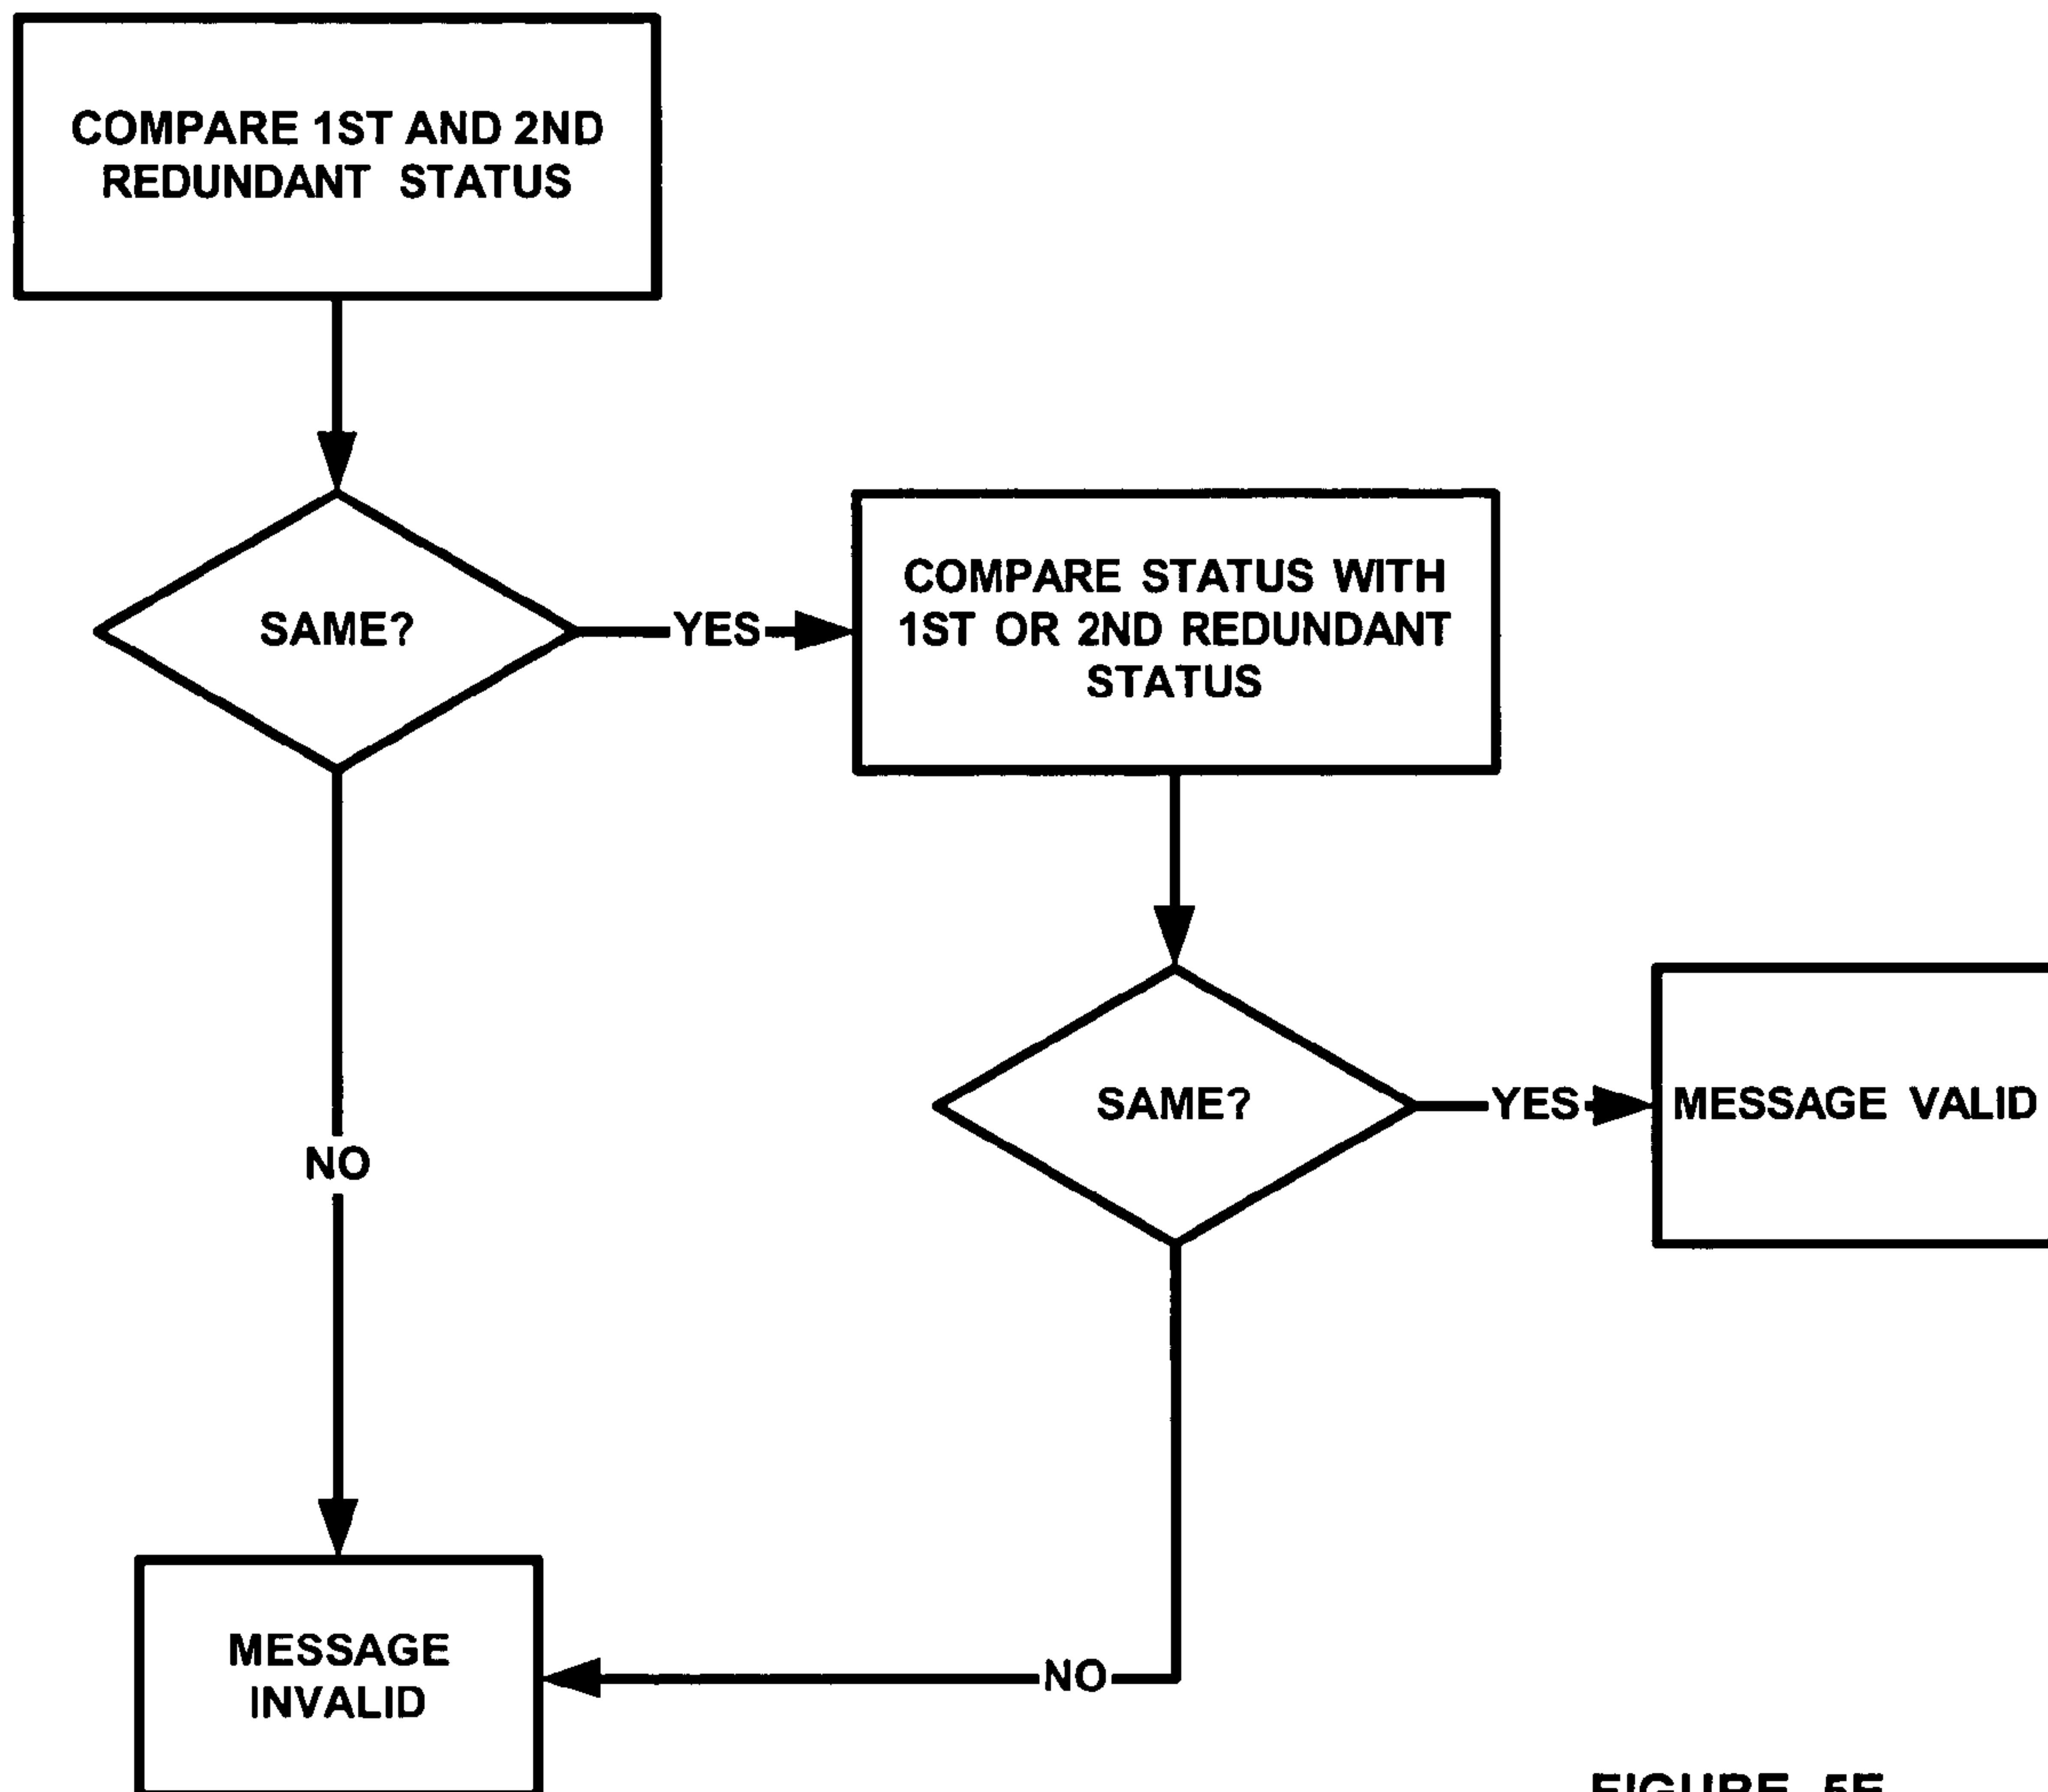 COMPARE 1ST AND 2ND
REDUNDANT STATUS
SAME?
YES
COMPARE STATUS WITH
1ST OR 2ND REDUNDANT
STATUS
SAME?
YES
MESSAGE VALID
NO
MESSAGE
INVALID
NO
FIGURE